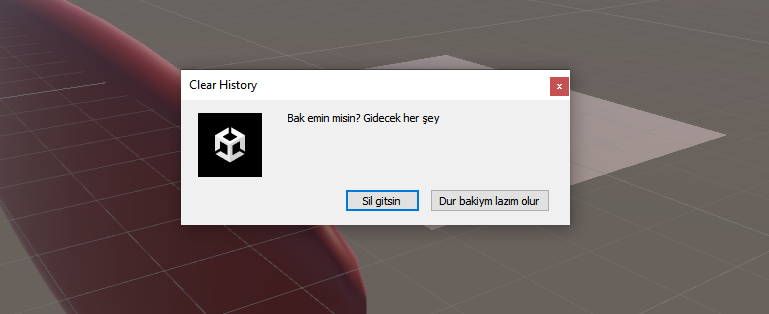 Clear History
x
Bak emin misin? Gidecek her şey
Sil gitsin
Dur bakiym lazım olur